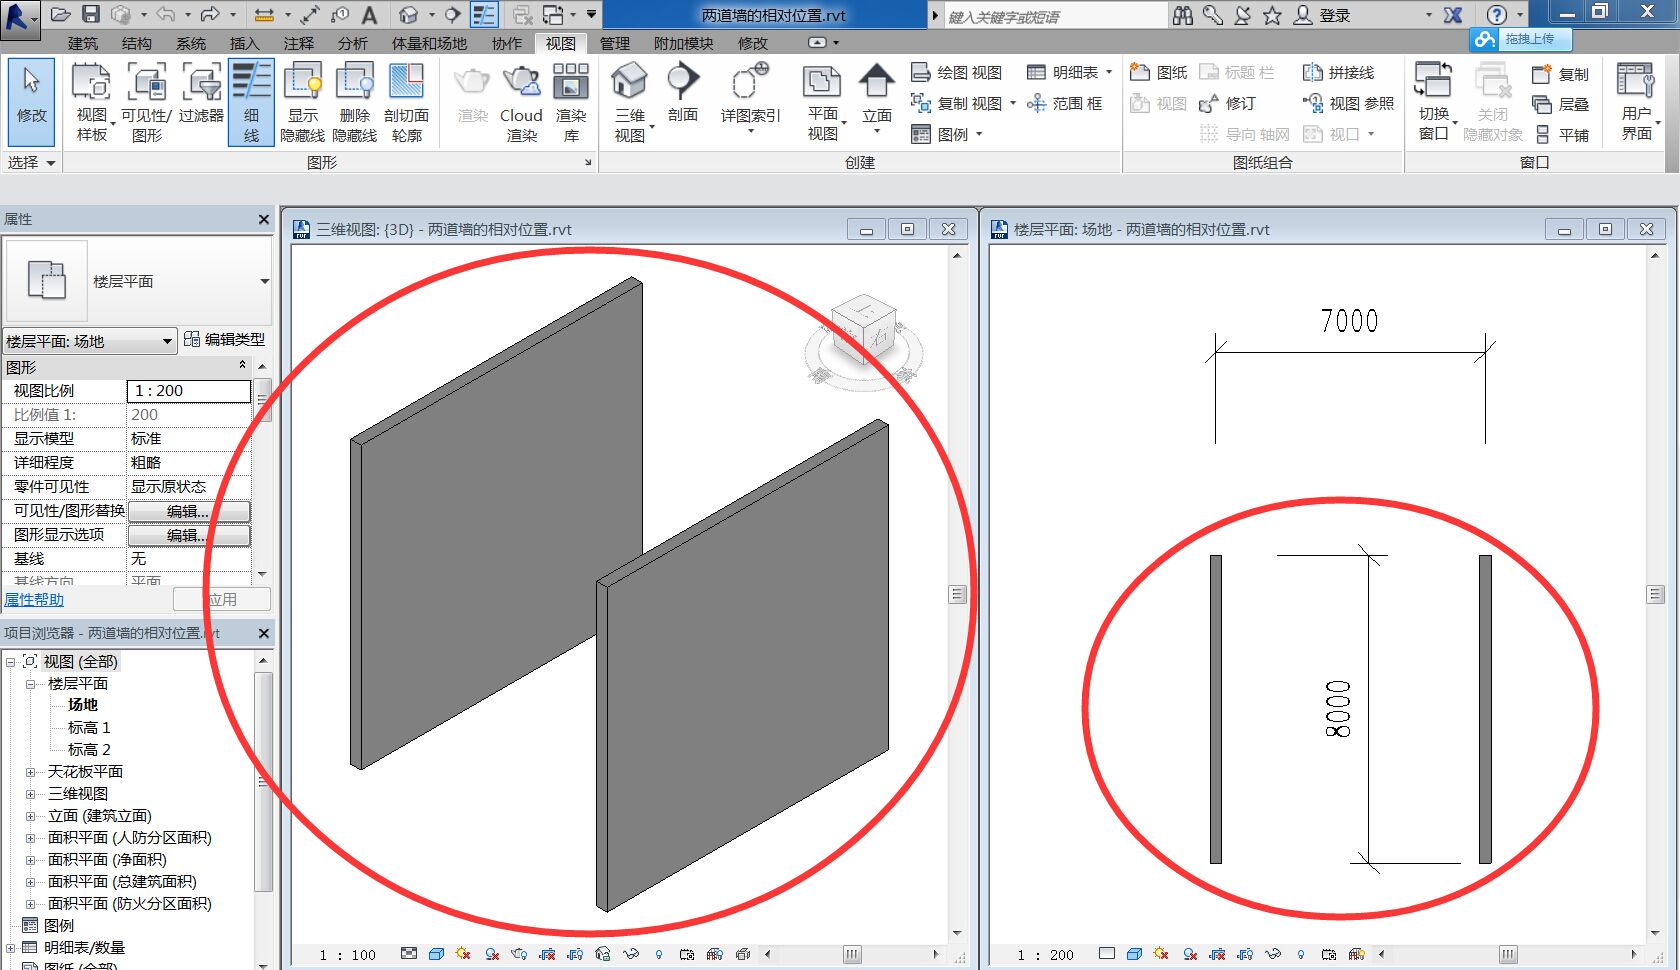 两道墙的相对位置.rvt
键入关键字或短语
登录
建筑 结构 系统 插入 注释 分析 体量和场地 协作 视图 管理 附加模块 修改
拖拽上传
修改
视图样板
可见性/图形
过滤器
细线
显示隐藏线
删除隐藏线
剖切面轮廓
渲染
Cloud渲染
渲染库
三维视图
剖面
详图索引
平面视图
立面
绘图 视图
复制 视图
图例
明细表
范围 框
图纸
标题 栏
拼接线
视图
修订
视图 参照
导向 轴网
视口
切换窗口
关闭隐藏对象
复制
层叠
平铺
用户界面
选择
图形
创建
图纸组合
窗口
属性
楼层平面
楼层平面: 场地
编辑类型
图形
视图比例 1 : 200
比例值 1: 200
显示模型 标准
详细程度 粗略
零件可见性 显示原状态
可见性/图形替换 编辑...
图形显示选项 编辑...
基线 无
基线方向 平面
属性帮助
应用
项目浏览器 - 两道墙的相对位置.rvt
视图 (全部)
楼层平面
场地
标高 1
标高 2
天花板平面
三维视图
立面 (建筑立面)
面积平面 (人防分区面积)
面积平面 (净面积)
面积平面 (总建筑面积)
面积平面 (防火分区面积)
图例
明细表/数量
图纸 (全部)
三维视图: {3D} - 两道墙的相对位置.rvt
上
右
1 : 100
楼层平面: 场地 - 两道墙的相对位置.rvt
7000
8000
1 : 200